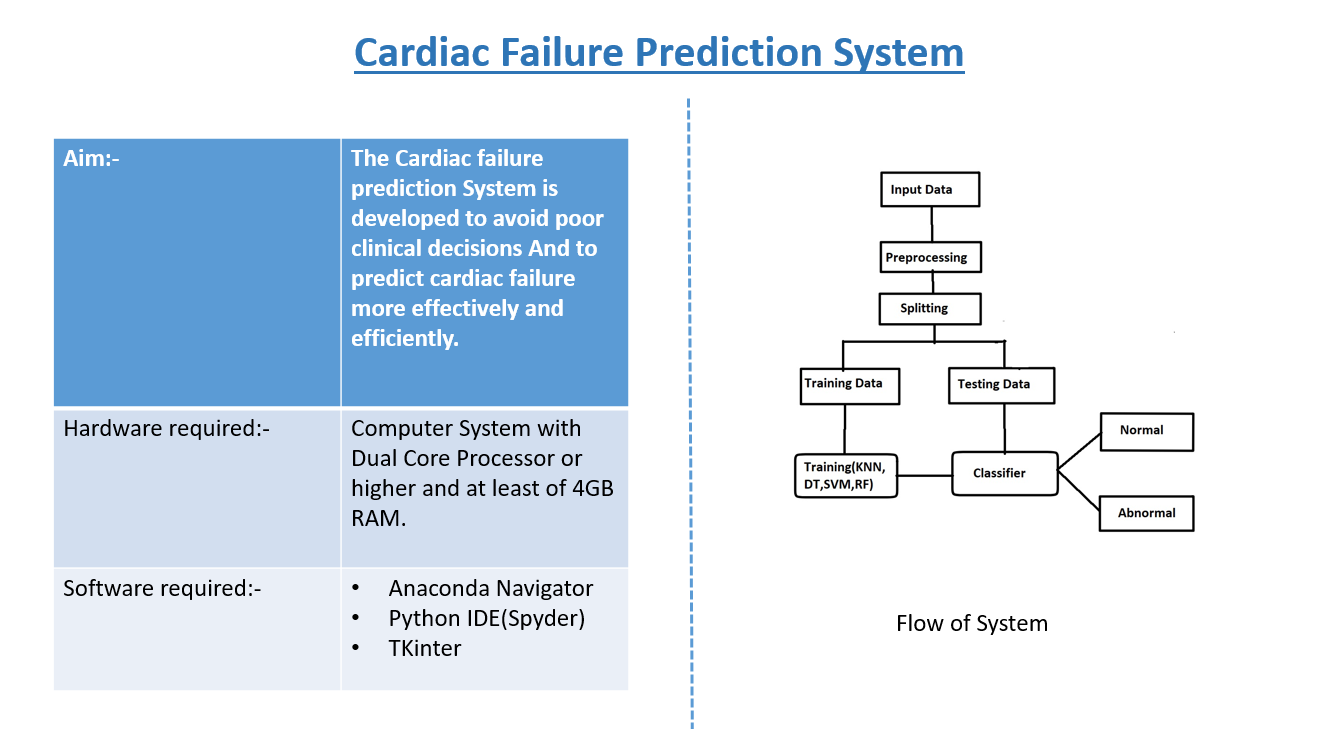 Cardiac Failure Prediction System
Aim:-
The Cardiac failure
prediction System is
developed to avoid poor
clinical decisions And to
predict cardiac failure
more effectively and
efficiently.
Hardware required:-
Computer System with
Dual Core Processor or
higher and at least of 4GB
RAM.
Software required:-
• Anaconda Navigator
• Python IDE(Spyder)
• TKinter
Input Data
Preprocessing
Splitting
Training Data
Testing Data
Training(KNN,
DT,SVM,RF)
Classifier
Normal
Abnormal
Flow of System